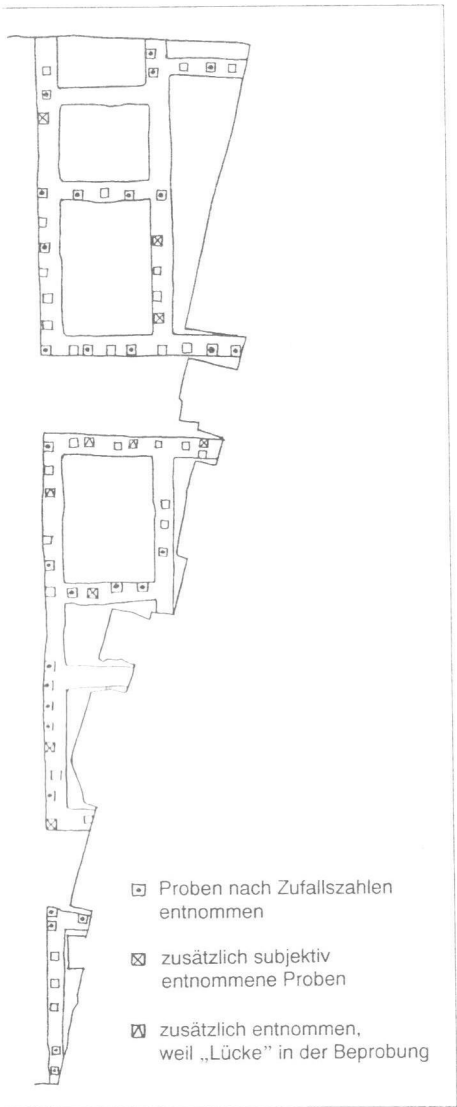 Proben nach Zufallszahlen
entnommen
zusätzlich subjektiv
entnommene Proben
zusätzlich entnommen,
weil „Lücke” in der Beprobung